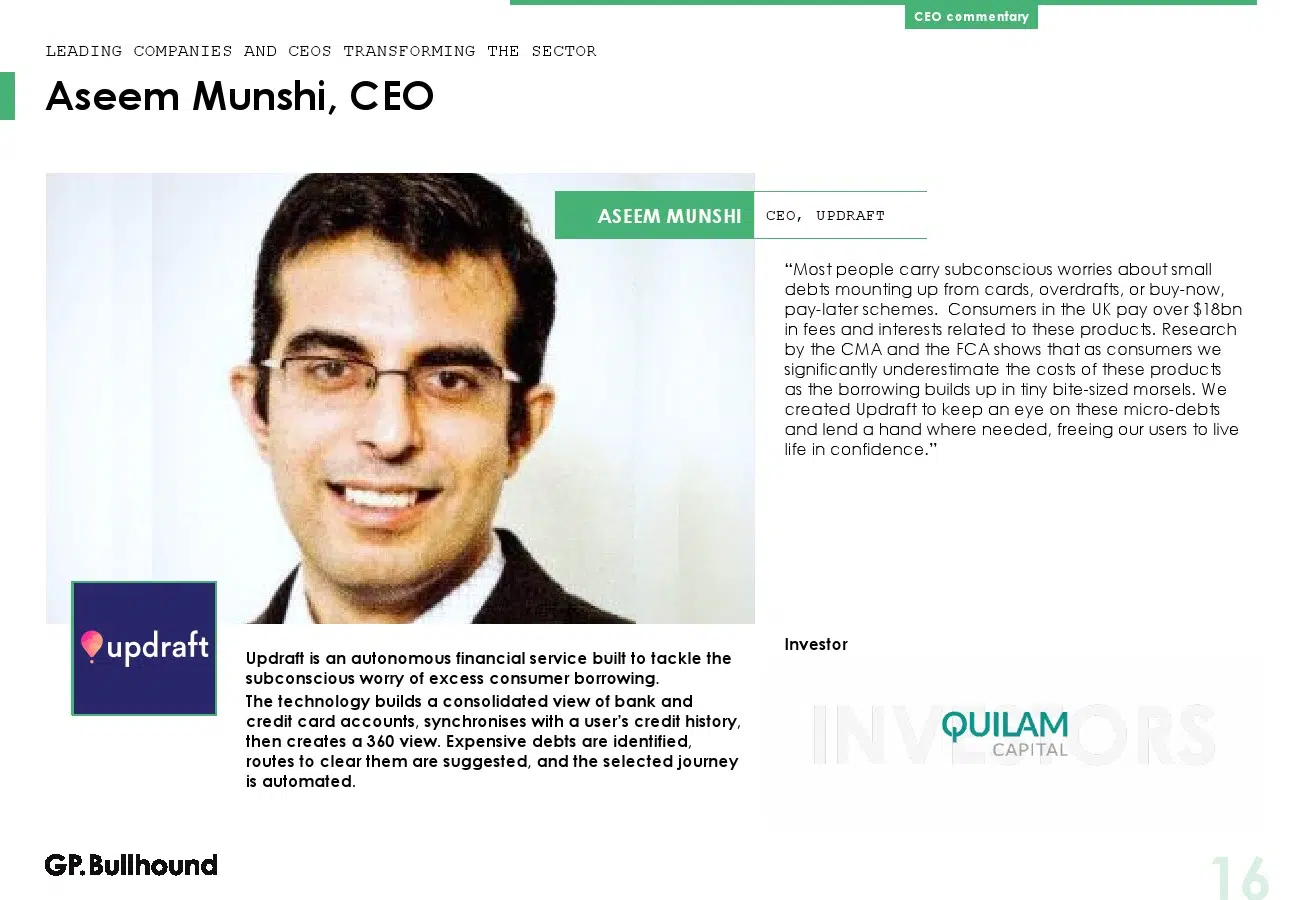 CEO commentary
LEADING COMPANIES AND CEOS TRANSFORMING THE SECTOR
Aseem Munshi, CEO
ASEEM MUNSHI
CEO, UPDRAFT
“Most people carry subconscious worries about small
debts mounting up from cards, overdrafts, or buy-now,
pay-later schemes.  Consumers in the UK pay over $18bn
in fees and interests related to these products. Research
by the CMA and the FCA shows that as consumers we
significantly underestimate the costs of these products
as the borrowing builds up in tiny bite-sized morsels. We
created Updraft to keep an eye on these micro-debts
and lend a hand where needed, freeing our users to live
life in confidence.”
updraft
Updraft is an autonomous financial service built to tackle the
subconscious worry of excess consumer borrowing.
The technology builds a consolidated view of bank and
credit card accounts, synchronises with a user’s credit history,
then creates a 360 view. Expensive debts are identified,
routes to clear them are suggested, and the selected journey
is automated.
Investor
INVESTORS
QUILAM
CAPITAL
GP.Bullhound
16